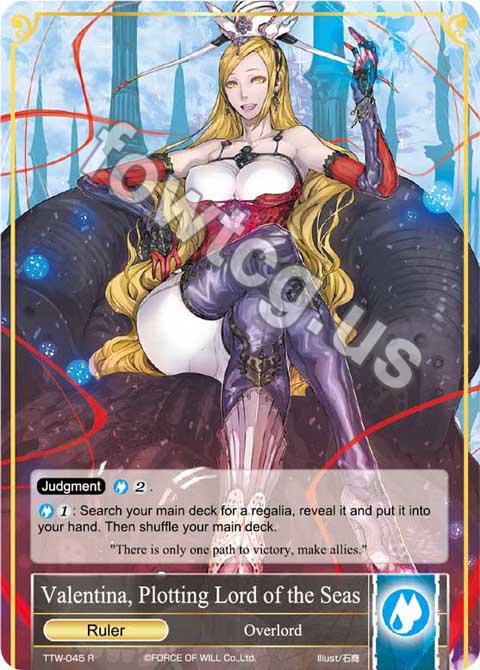 fowtcg.us
Judgment 2 .
1 : Search your main deck for a regalia, reveal it and put it into
your hand. Then shuffle your main deck.
"There is only one path to victory, make allies."
Valentina, Plotting Lord of the Seas
Ruler Overlord
TTW-045 R ©FORCE OF WILL Co.,Ltd. Illust/石商